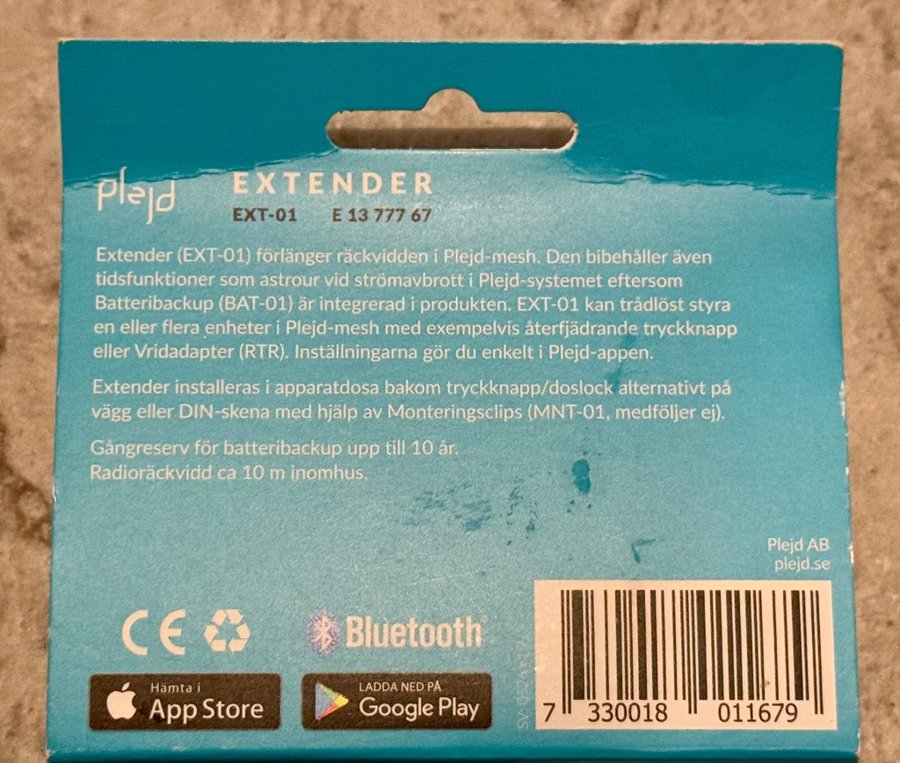 plejd
EXTENDER
EXT-01 E 13 777 67
Extender (EXT-01) förlänger räckvidden i Plejd-mesh. Den bibehåller även
tidsfunktioner som astrour vid strömavbrott i Plejd-systemet eftersom
Batteribackup (BAT-01) är integrerad i produkten. EXT-01 kan trådlöst styra
en eller flera enheter i Plejd-mesh med exempelvis återfjädrande tryckknapp
eller Vridadapter (RTR). Inställningarna gör du enkelt i Plejd-appen.
Extender installeras i apparatdosa bakom tryckknapp/doslock alternativt på
vägg eller DIN-skena med hjälp av Monteringsclips (MNT-01, medföljer ej).
Gångreserv för batteribackup upp till 10 år.
Radioräckvidd ca 10 m inomhus.
Plejd AB
plejd.se
CE
Bluetooth
Hämta i
App Store
LADDA NED PÅ
Google Play
7 330018 011679